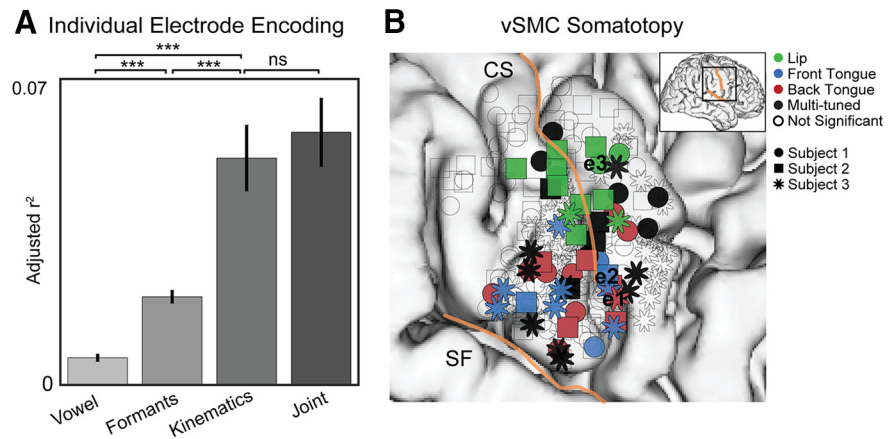 A Individual Electrode Encoding
***
*** *** ns
0.07
Adjusted r²
0
Vowel
Formants
Kinematics
Joint
B vSMC Somatotopy
CS
e3
e2
e1
SF
Lip
Front Tongue
Back Tongue
Multi-tuned
Not Significant
Subject 1
Subject 2
Subject 3